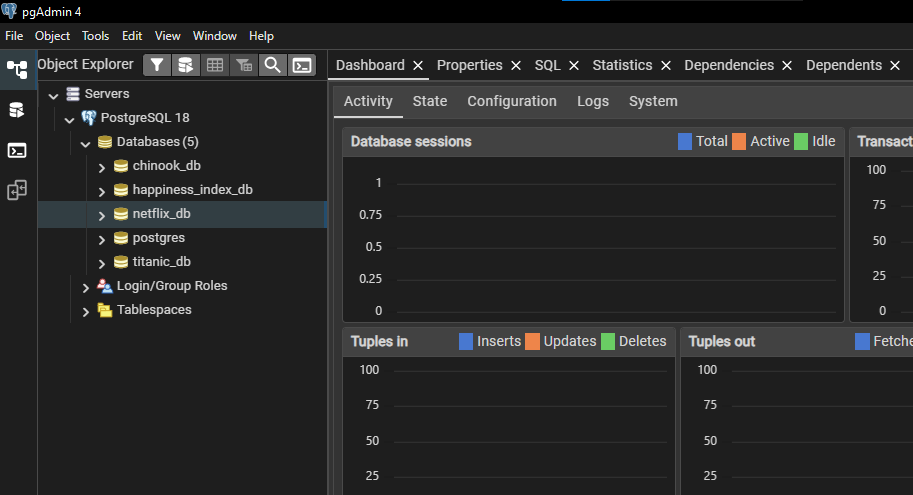 pgAdmin 4
File Object Tools Edit View Window Help
Object Explorer
Dashboard Properties SQL Statistics Dependencies Dependents
Servers
PostgreSQL 18
Databases (5)
chinook_db
happiness_index_db
netflix_db
postgres
titanic_db
Login/Group Roles
Tablespaces
Activity State Configuration Logs System
Database sessions Total Active Idle
1
0.75
0.5
0.25
0
Transact
100
75
50
25
0
Tuples in Inserts Updates Deletes
100
75
50
25
Tuples out Fetche
100
75
50
25